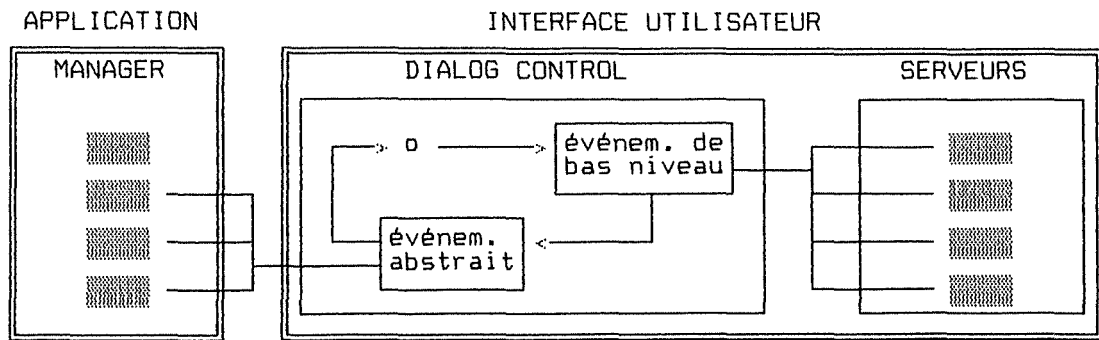 APPLICATION
INTERFACE UTILISATEUR
MANAGER
DIALOG CONTROL
SERVEURS
o
événem. de
bas niveau
événem.
abstrait